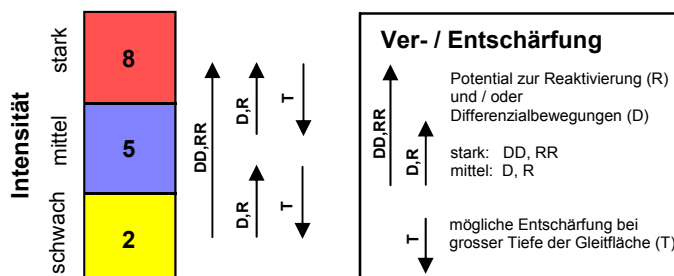 Intensität
stark
mittel
schwach
8
5
2
DD,RR
D,R
T
D,R
T
Ver- / Entschärfung
DD,RR
D,R
Potential zur Reaktivierung (R)
und / oder
Differenzialbewegungen (D)
stark: DD, RR
mittel: D, R
T
mögliche Entschärfung bei
grosser Tiefe der Gleitfläche (T)